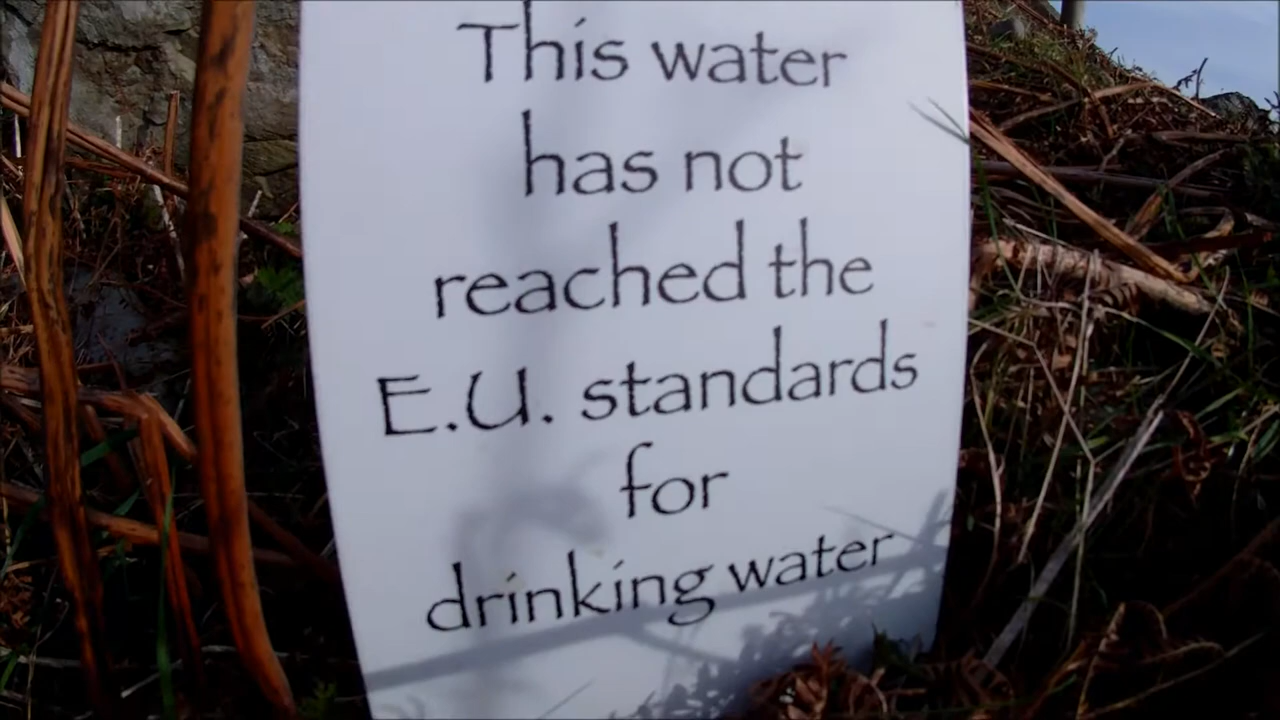 This water
has not
reached the
E.U. standards
for
drinking water